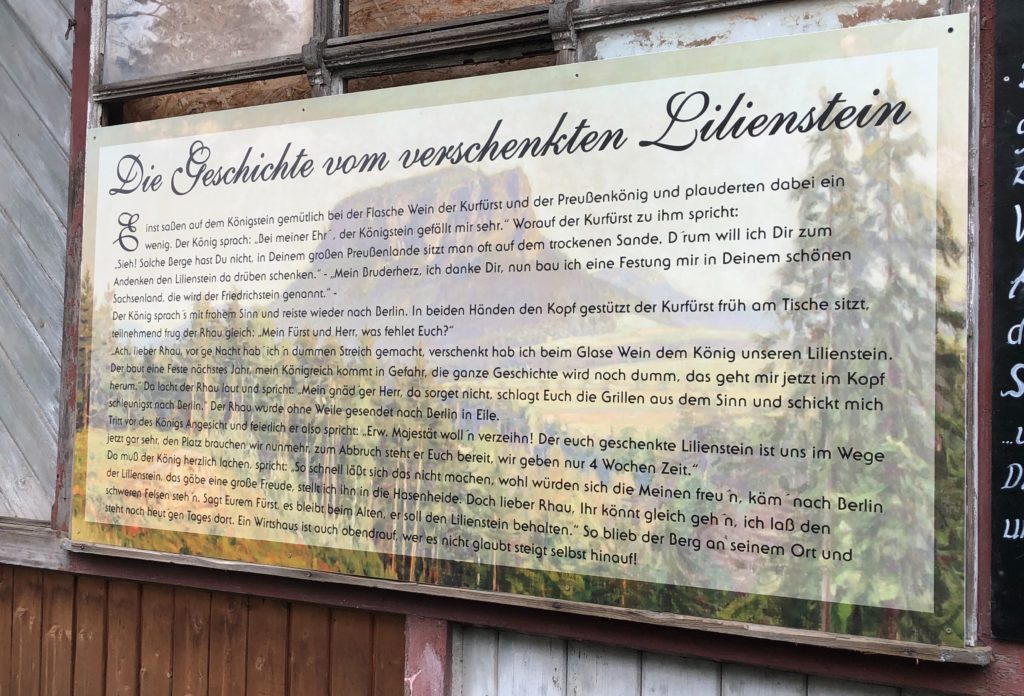 Die Geschichte vom verschenkten Lilienstein
Einst saßen auf dem Königstein gemütlich bei der Flasche Wein der Kurfürst und der Preußenkönig und plauderten dabei ein
wenig. Der König sprach: „Bei meiner Ehr´, der Königstein gefällt mir sehr.“ Worauf der Kurfürst zu ihm spricht:
„Sieh! Solche Berge hast Du nicht, in Deinem großen Preußenlande sitzt man oft auf dem trockenen Sande. D´rum will ich Dir zum
Andenken den Lilienstein da drüben schenken.“ - „Mein Bruderherz, ich danke Dir, nun bau ich eine Festung mir in Deinem schönen
Sachsenland, die wird der Friedrichstein genannt.“ -
Der König sprach´s mit frohem Sinn und reiste wieder nach Berlin. In beiden Händen den Kopf gestützt der Kurfürst früh am Tische sitzt,
teilnehmend frug der Rhau gleich: „Mein Fürst und Herr, was fehlet Euch?“
„Ach, lieber Rhau, vor´ge Nacht hab´ich´n dummen Streich gemacht, verschenkt hab ich beim Glase Wein dem König unseren Lilienstein.
Der baut eine Feste nächstes Jahr, mein Königreich kommt in Gefahr, die ganze Geschichte wird noch dumm, das geht mir jetzt im Kopf
herum.“ Da lacht der Rhau laut und spricht: „Mein gnäd´ger Herr, da sorget nicht, schlagt Euch die Grillen aus dem Sinn und schickt mich
schleunigst nach Berlin.“ Der Rhau wurde ohne Weile gesendet nach Berlin in Eile.
Tritt vor des Königs Angesicht und feierlich er also spricht: „Erw. Majestät woll´n verzeihn! Der euch geschenkte Lilienstein ist uns im Wege
jetzt gar sehr, den Platz brauchen wir nunmehr, zum Abbruch steht er Euch bereit, wir geben nur 4 Wochen Zeit.“
Da muß der König herzlich lachen, spricht: „So schnell läßt sich das nicht machen, wohl würden sich die Meinen freu´n, käm´ nach Berlin
der Lilienstein, das gäbe eine große Freude, stellt ich ihn in die Hasenheide. Doch lieber Rhau, Ihr könnt gleich geh´n, ich laß den
schweren Felsen steh´n. Sagt Eurem Fürst, es bleibt beim Alten, er soll den Lilienstein behalten.“ So blieb der Berg an seinem Ort und
steht noch heut´gen Tages dort. Ein Wirtshaus ist auch obendrauf, wer es nicht glaubt steigt selbst hinauf!